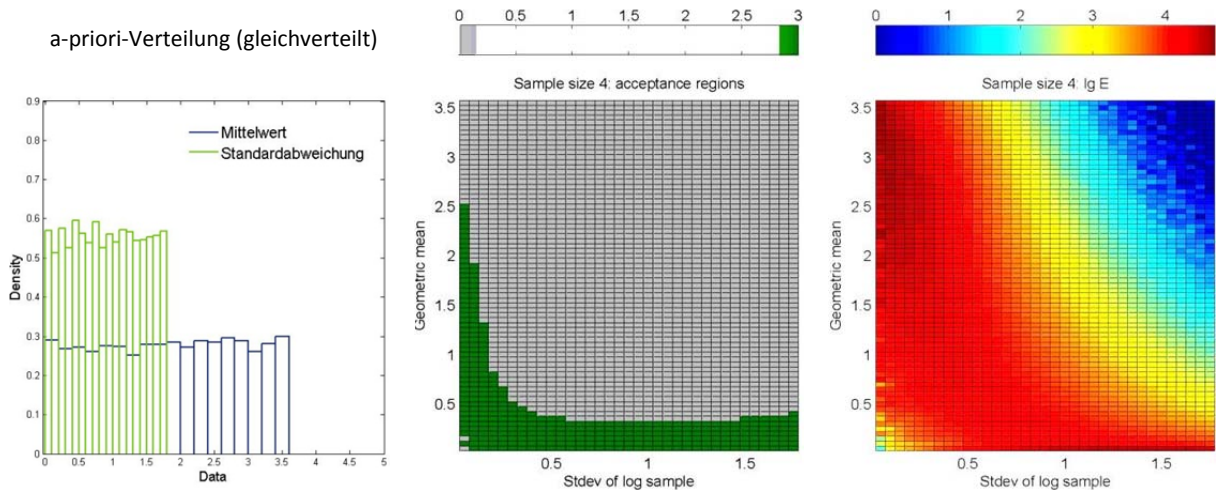 a-priori-Verteilung (gleichverteilt)
0.9
0.8
0.7
0.6
0.5
0.4
0.3
0.2
0.1
0
Density
Mittelwert
Standardabweichung
0 0.5 1 1.5 2 2.5 3 3.5 4 4.5 5
Data
0 0.5 1 1.5 2 2.5 3
Sample size 4: acceptance regions
3.5
3
2.5
2
1.5
1
0.5
Geometric mean
0.5 1 1.5
Stdev of log sample
0 1 2 3 4
Sample size 4: lg E
3.5
3
2.5
2
1.5
1
0.5
Geometric mean
0.5 1 1.5
Stdev of log sample